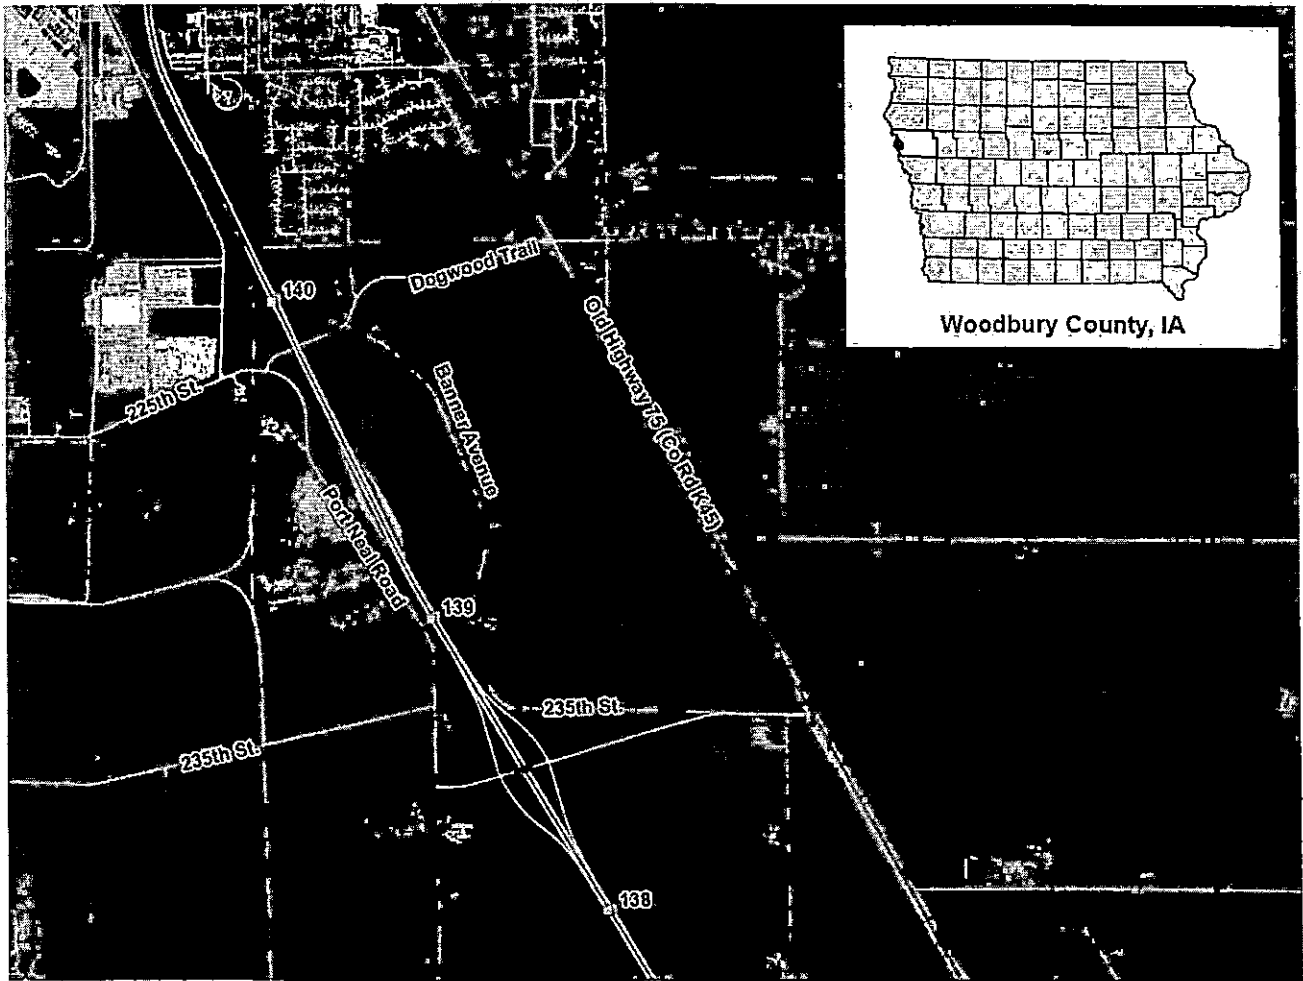 Woodbury County, IA
140
Dogwood Trail
Old Highway 75 (Co Rd K45)
225th St.
Banner Avenue
Port Neal Road
139
235th St.
235th St.
138